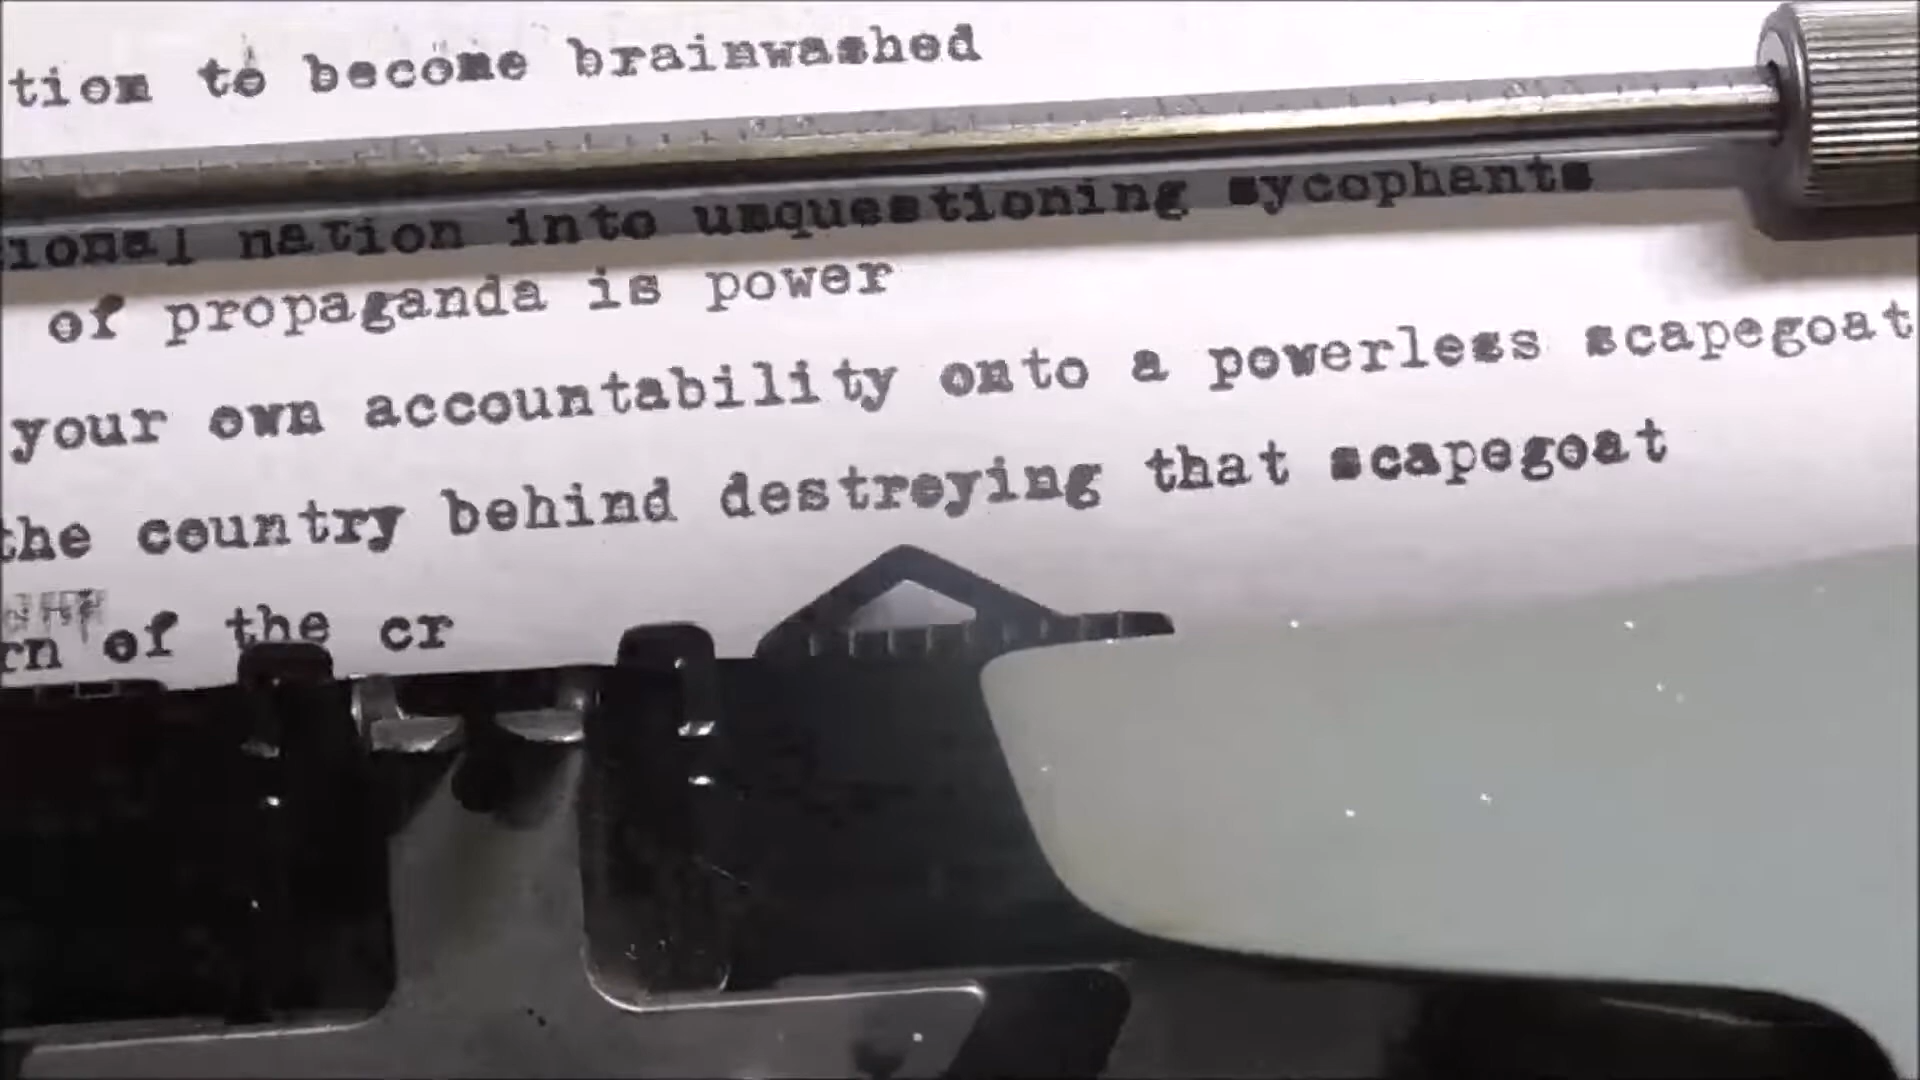 tion to become brainwashed
ional nation into unquestioning sycophants
of propaganda is power
your own accountability onto a powerless scapegoat
the country behind destroying that scapegoat
rn of the cr